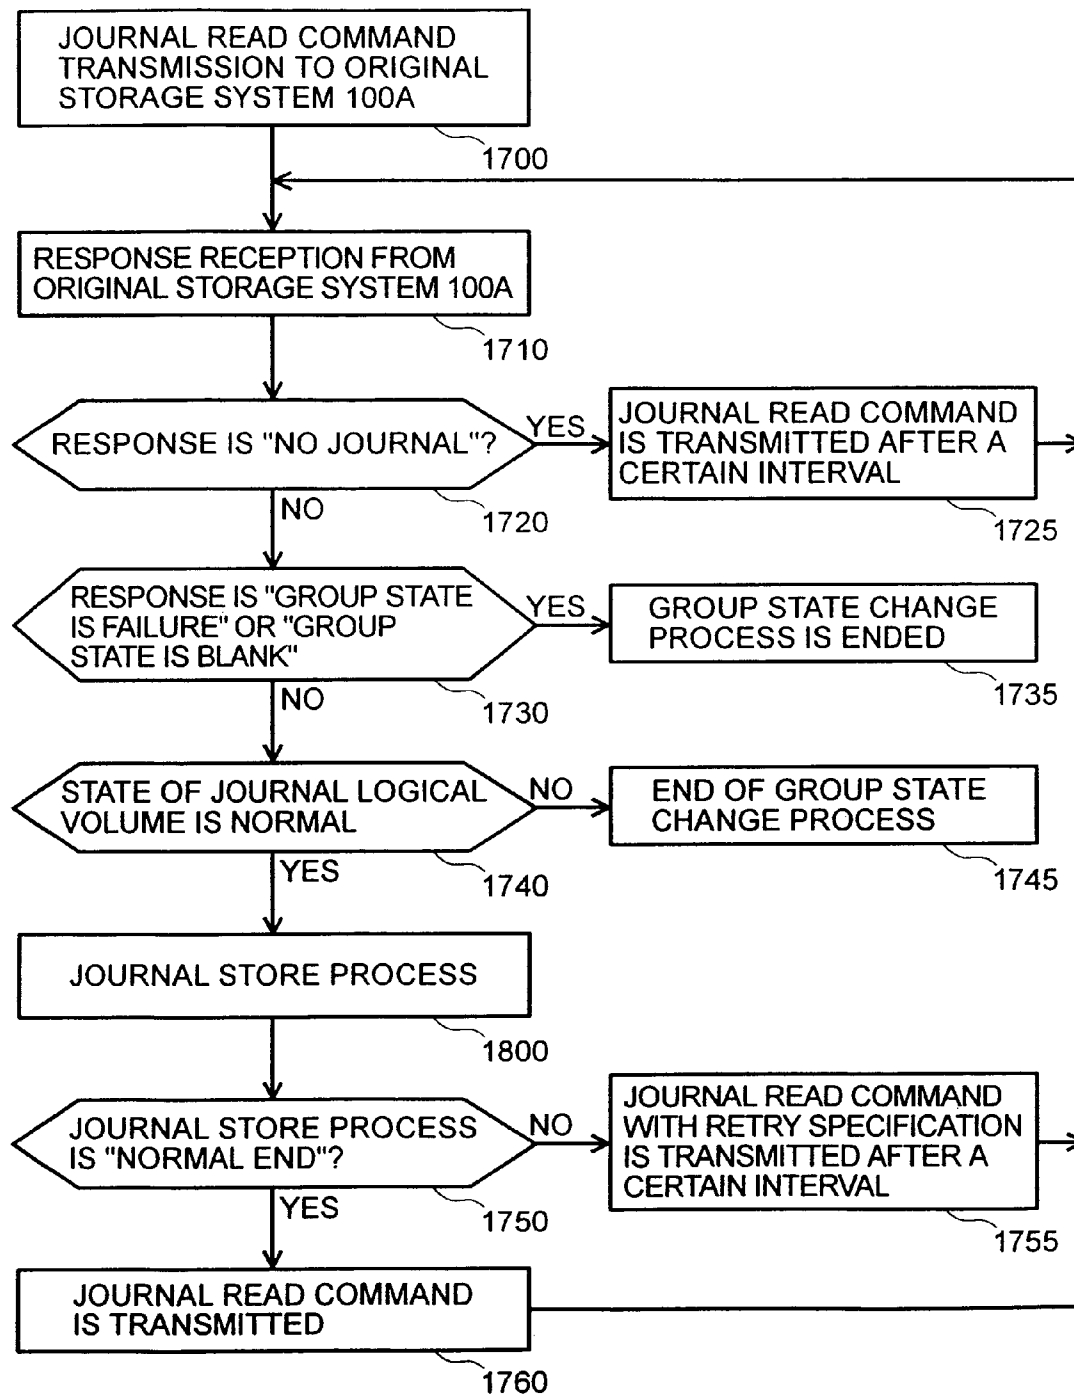 JOURNAL READ COMMAND
TRANSMISSION TO ORIGINAL
STORAGE SYSTEM 100A
1700
RESPONSE RECEPTION FROM
ORIGINAL STORAGE SYSTEM 100A
1710
RESPONSE IS "NO JOURNAL"?
YES
NO
1720
JOURNAL READ COMMAND
IS TRANSMITTED AFTER A
CERTAIN INTERVAL
1725
RESPONSE IS "GROUP STATE
IS FAILURE" OR "GROUP
STATE IS BLANK"
YES
NO
1730
GROUP STATE CHANGE
PROCESS IS ENDED
1735
STATE OF JOURNAL LOGICAL
VOLUME IS NORMAL
NO
YES
1740
END OF GROUP STATE
CHANGE PROCESS
1745
JOURNAL STORE PROCESS
1800
JOURNAL STORE PROCESS
IS "NORMAL END"?
NO
YES
1750
JOURNAL READ COMMAND
WITH RETRY SPECIFICATION
IS TRANSMITTED AFTER A
CERTAIN INTERVAL
1755
JOURNAL READ COMMAND
IS TRANSMITTED
1760